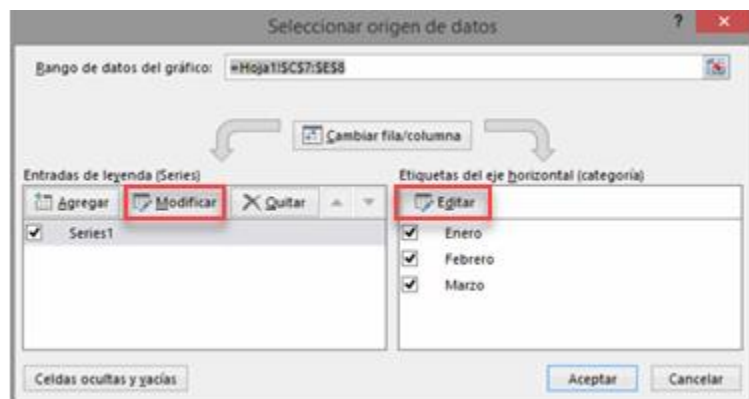 Seleccionar origen de datos ?
Rango de datos del gráfico: =Hoja1!$C$7:$E$8
Cambiar fila/columna
Entradas de leyenda (Series)
Agregar Modificar Quitar
Series1
Etiquetas del eje horizontal (categoría)
Editar
Enero
Febrero
Marzo
Celdas ocultas y vacías Aceptar Cancelar